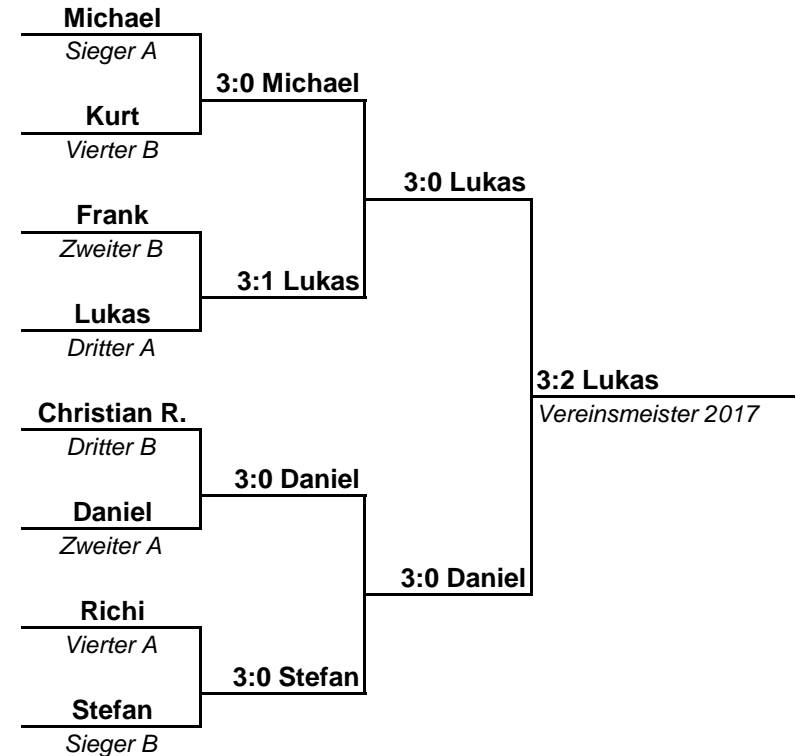 Michael
Sieger A
3:0 Michael
Kurt
Vierter B
3:0 Lukas
Frank
Zweiter B
3:1 Lukas
Lukas
Dritter A
3:2 Lukas
Vereinsmeister 2017
Christian R.
Dritter B
3:0 Daniel
Daniel
Zweiter A
3:0 Daniel
Richi
Vierter A
3:0 Stefan
Stefan
Sieger B